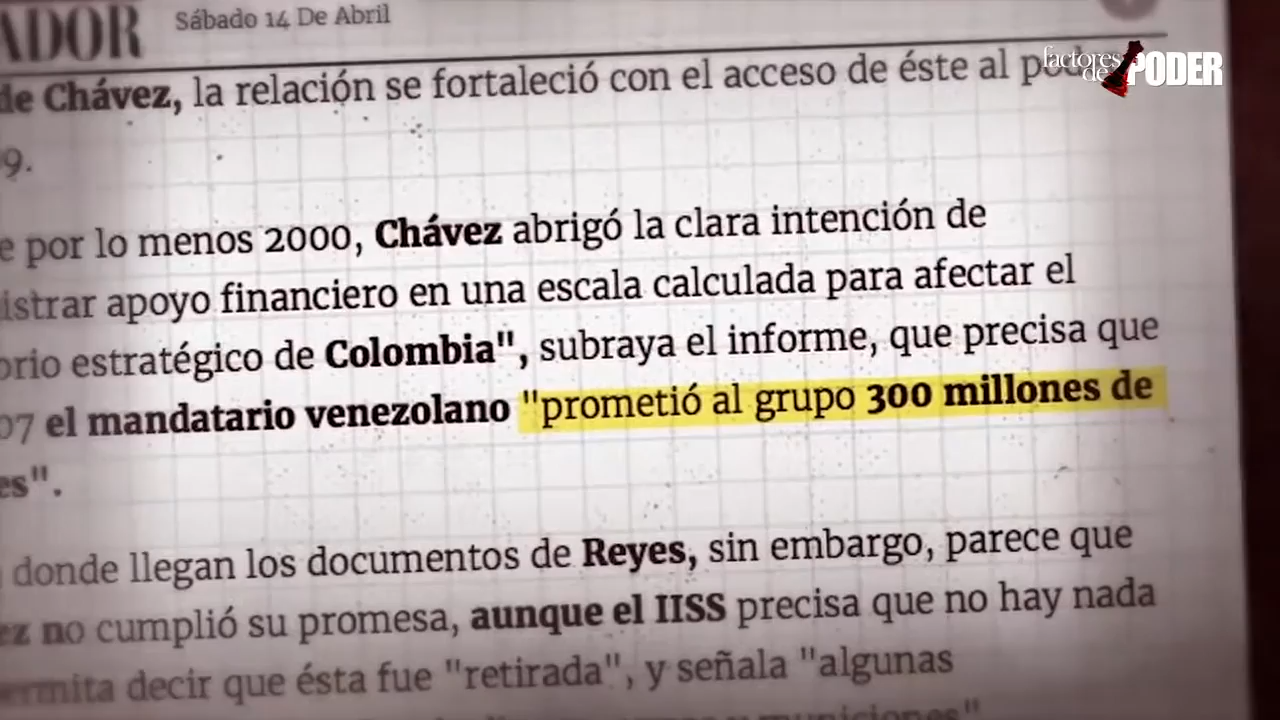 ADOR
Sábado 14 De Abril
factores de PODER
de Chávez, la relación se fortaleció con el acceso de éste al
9.
e por lo menos 2000, Chávez abrigó la clara intención de
istrar apoyo financiero en una escala calculada para afectar el
orio estratégico de Colombia", subraya el informe, que precisa que
07 el mandatario venezolano "prometió al grupo 300 millones de
es".
donde llegan los documentos de Reyes, sin embargo, parece que
ez no cumplió su promesa, aunque el IISS precisa que no hay nada
ermita decir que ésta fue "retirada", y señala "algunas
municiones"